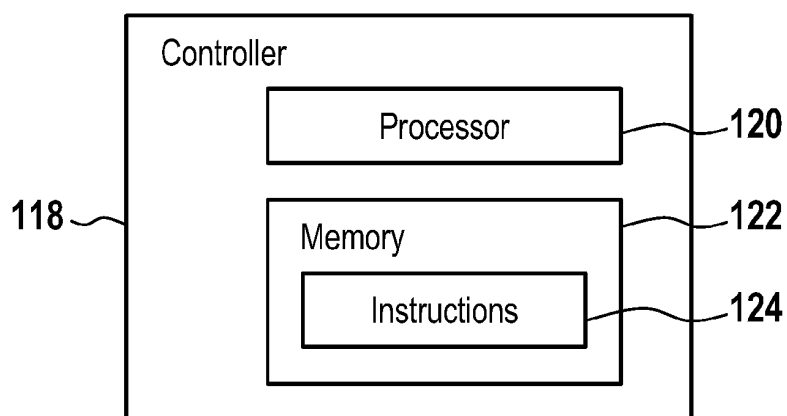 Controller
Processor
120
118
122
Memory
Instructions
124